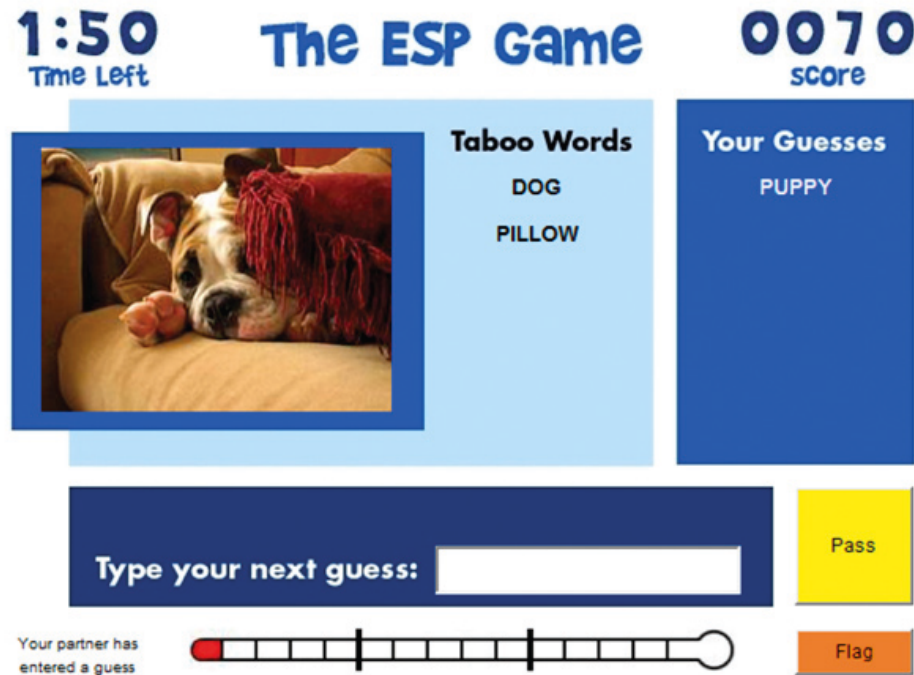 1:50
Time Left
The ESP Game
0070
score
Taboo Words
DOG
PILLOW
Your Guesses
PUPPY
Type your next guess:
Pass
Your partner has
entered a guess
Flag